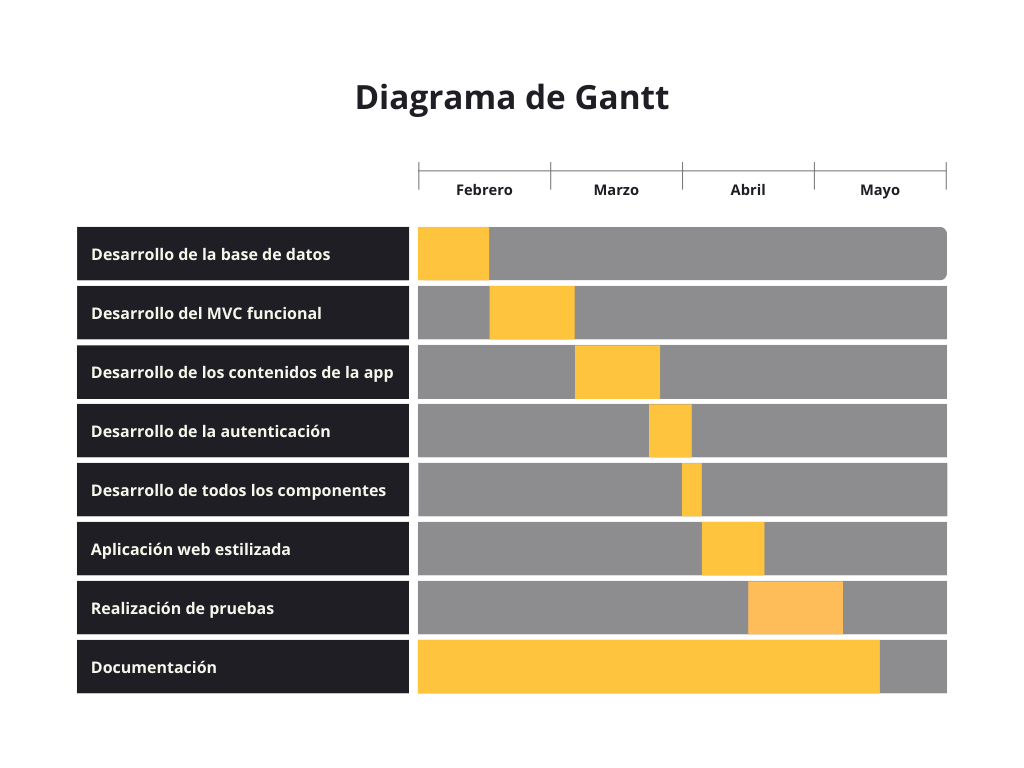 Diagrama de Gantt
Febrero
Marzo
Abril
Mayo
Desarrollo de la base de datos
Desarrollo del MVC funcional
Desarrollo de los contenidos de la app
Desarrollo de la autenticación
Desarrollo de todos los componentes
Aplicación web estilizada
Realización de pruebas
Documentación